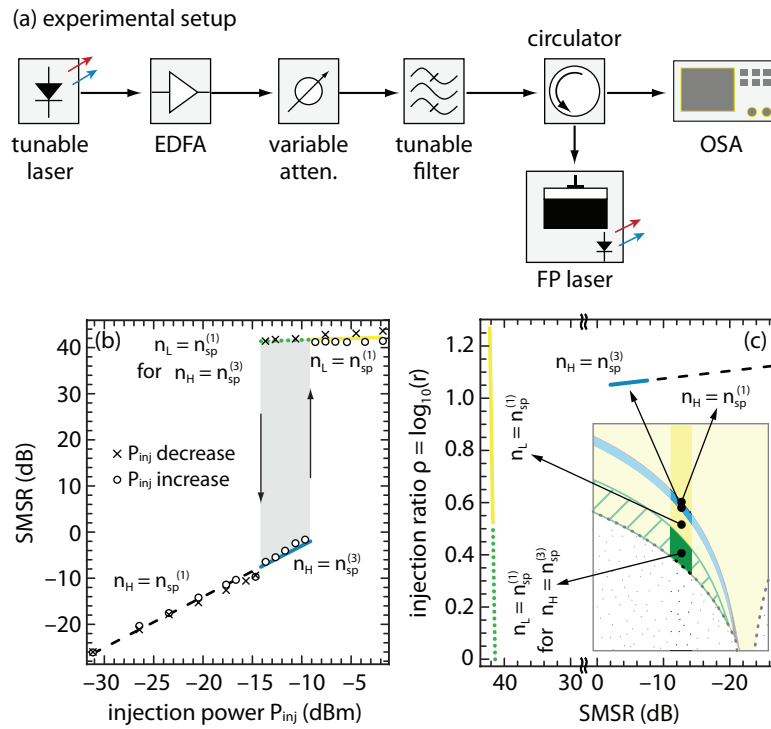 (a) experimental setup
circulator
tunable
laser
EDFA
variable
atten.
tunable
filter
OSA
FP laser
(b)
40
30
20
10
0
−10
−20
SMSR (dB)
n_L = n_sp^(1)
for n_H = n_sp^(3)
n_L = n_sp^(1)
× P_inj decrease
○ P_inj increase
n_H = n_sp^(1)
n_H = n_sp^(3)
−30 −25 −20 −15 −10 −5
injection power P_inj (dBm)
(c)
1.2
1.0
0.8
0.6
0.4
0.2
0
injection ratio ρ = log₁₀(r)
n_H = n_sp^(3)
n_H = n_sp^(1)
n_L = n_sp^(1)
n_L = n_sp^(1)
for n_H = n_sp^(3)
40 30 0 −10 −20
SMSR (dB)